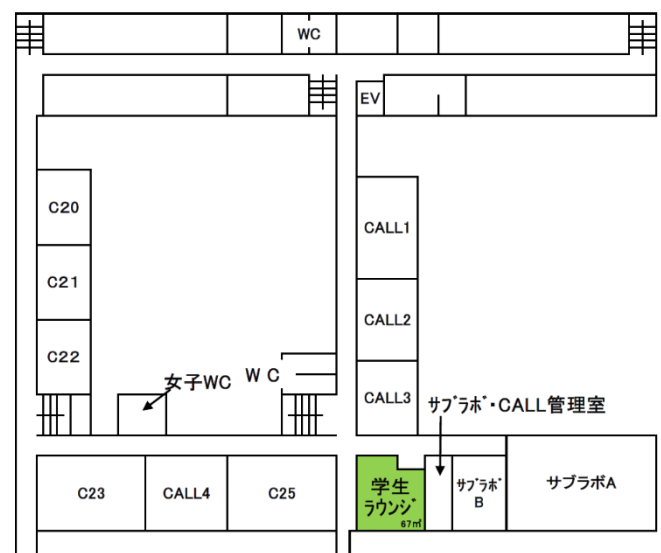 WC
EV
C20
CALL1
C21
CALL2
C22
女子WC
WC
CALL3
ｻﾌﾞﾗﾎﾞ・CALL管理室
C23
CALL4
C25
学生
ﾗｳﾝｼﾞ
67㎡
ｻﾌﾞﾗﾎﾞ
B
サブラボA